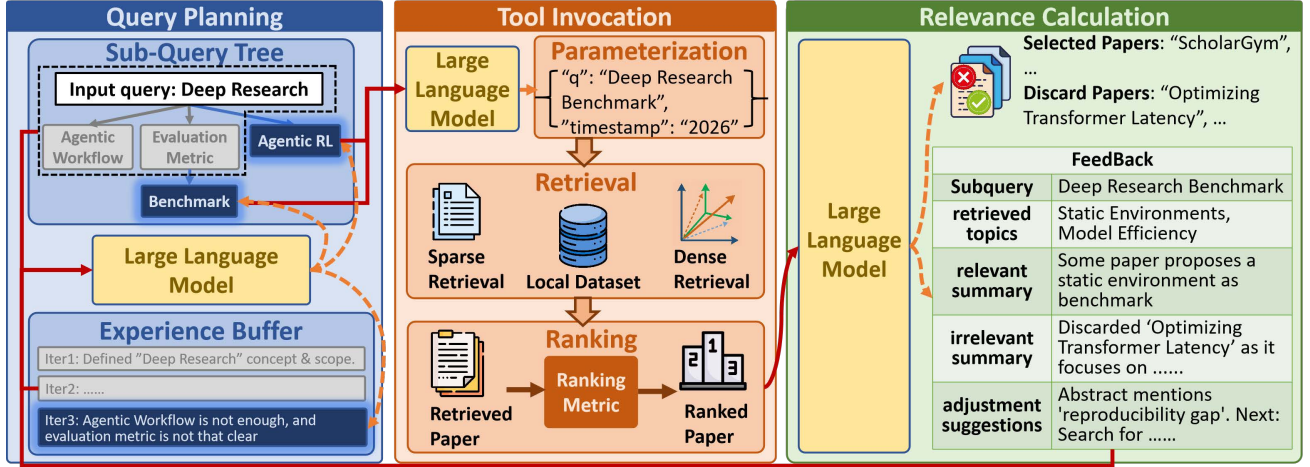 Query Planning
Sub-Query Tree
Input query: Deep Research
Agentic
Workflow
Evaluation
Metric
Agentic RL
Benchmark
Large Language
Model
Experience Buffer
Iter1: Defined "Deep Research" concept & scope.
Iter2: ......
Iter3: Agentic Workflow is not enough, and
evaluation metric is not that clear
Tool Invocation
Large
Language
Model
Parameterization
"q": "Deep Research
Benchmark",
"timestamp": "2026"
Retrieval
Sparse
Retrieval
Local Dataset
Dense
Retrieval
Ranking
Retrieved
Paper
Ranking
Metric
2 1 3
Ranked
Paper
Relevance Calculation
Large
Language
Model
Selected Papers: "ScholarGym",
...
Discard Papers: "Optimizing
Transformer Latency", ...
FeedBack
Subquery
Deep Research Benchmark
retrieved
topics
Static Environments,
Model Efficiency
relevant
summary
Some paper proposes a
static environment as
benchmark
irrelevant
summary
Discarded 'Optimizing
Transformer Latency' as it
focuses on ......
adjustment
suggestions
Abstract mentions
'reproducibility gap'. Next:
Search for ......